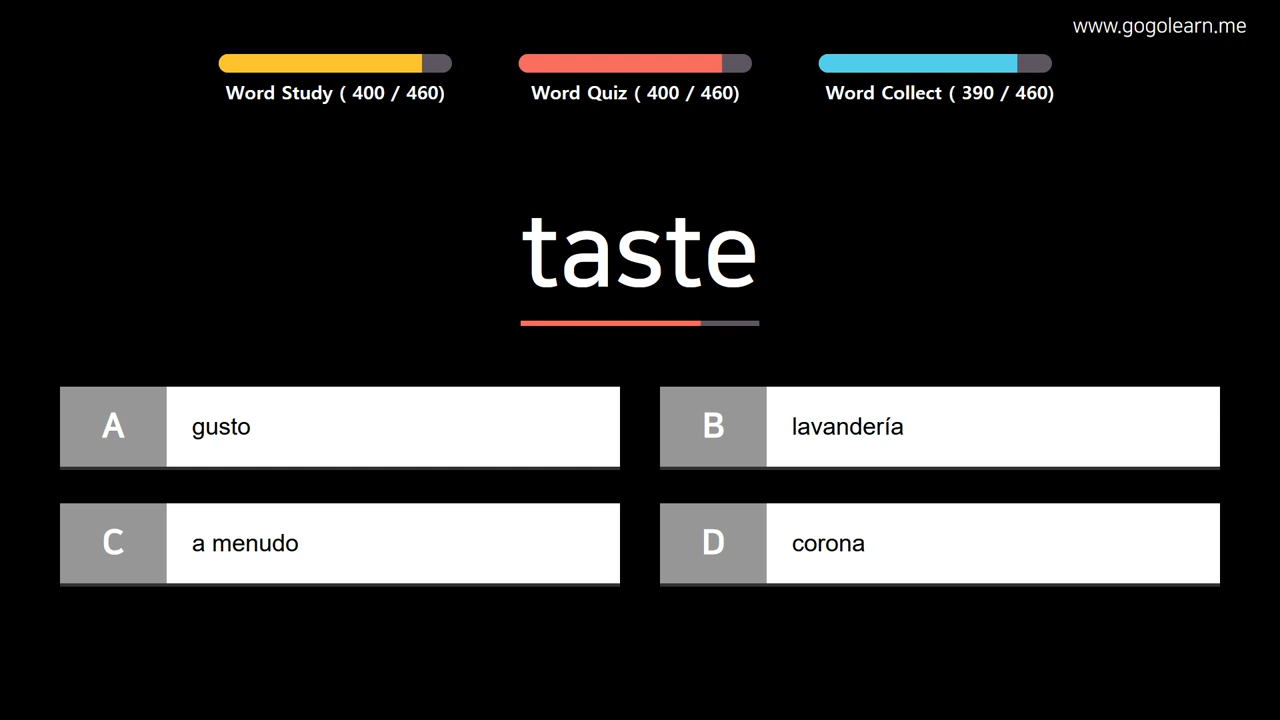 www.gogolearn.me
Word Study ( 400 / 460)
Word Quiz ( 400 / 460)
Word Collect ( 390 / 460)
taste
A gusto
B lavandería
C a menudo
D corona